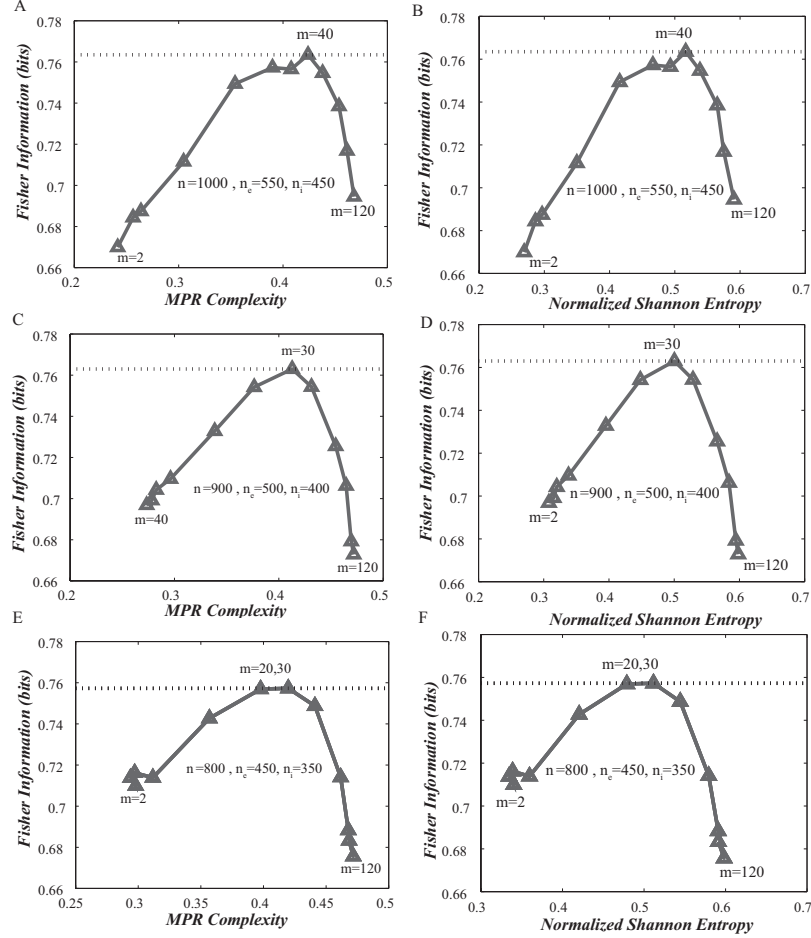 A
0.78
0.76
0.74
0.72
0.7
0.68
0.66
Fisher Information (bits)
m=40
n=1000 , ne=550, ni=450
m=2
m=120
0.2
0.3
0.4
0.5
MPR Complexity
B
0.78
0.76
0.74
0.72
0.7
0.68
0.66
Fisher Information (bits)
m=40
n=1000 , ne=550, ni=450
m=2
m=120
0.2
0.3
0.4
0.5
0.6
0.7
Normalized Shannon Entropy
C
0.78
0.76
0.74
0.72
0.7
0.68
0.66
Fisher Information (bits)
m=30
n=900 , ne=500, ni=400
m=40
m=120
0.2
0.3
0.4
0.5
MPR Complexity
D
0.78
0.76
0.74
0.72
0.7
0.68
0.66
Fisher Information (bits)
m=30
n=900 , ne=500, ni=400
m=2
m=120
0.2
0.3
0.4
0.5
0.6
0.7
Normalized Shannon Entropy
E
0.78
0.76
0.74
0.72
0.7
0.68
0.66
Fisher Information (bits)
m=20,30
n=800 , ne=450, ni=350
m=2
m=120
0.25
0.3
0.35
0.4
0.45
0.5
MPR Complexity
F
0.78
0.76
0.74
0.72
0.7
0.68
0.66
Fisher Information (bits)
m=20,30
n=800 , ne=450, ni=350
m=2
m=120
0.3
0.4
0.5
0.6
0.7
Normalized Shannon Entropy